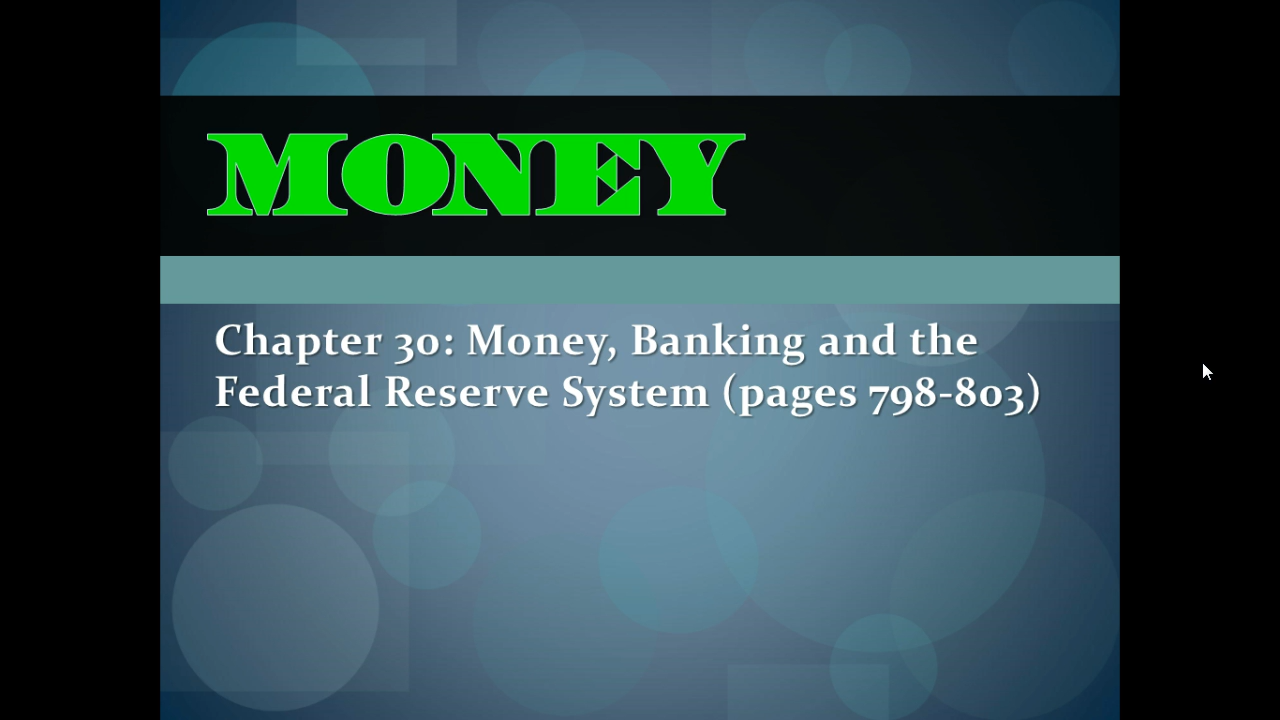 MONEY
Chapter 30: Money, Banking and the
Federal Reserve System (pages 798-803)